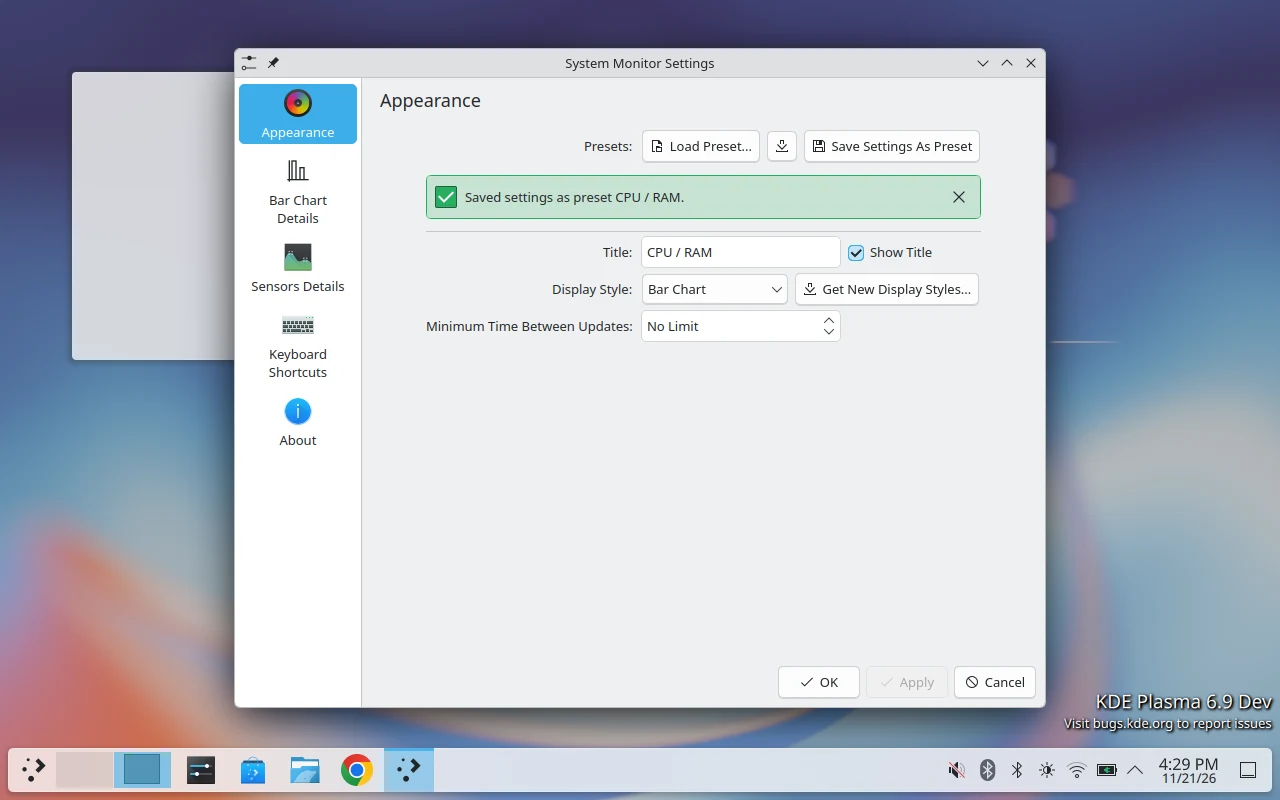 System Monitor Settings
Appearance
Bar Chart
Details
Sensors Details
Keyboard
Shortcuts
About
Appearance
Presets:
Load Preset...
Save Settings As Preset
Saved settings as preset CPU / RAM.
Title:
CPU / RAM
Show Title
Display Style:
Bar Chart
Get New Display Styles...
Minimum Time Between Updates:
No Limit
OK
Apply
Cancel
KDE Plasma 6.9 Dev
Visit bugs.kde.org to report issues
4:29 PM
11/21/26